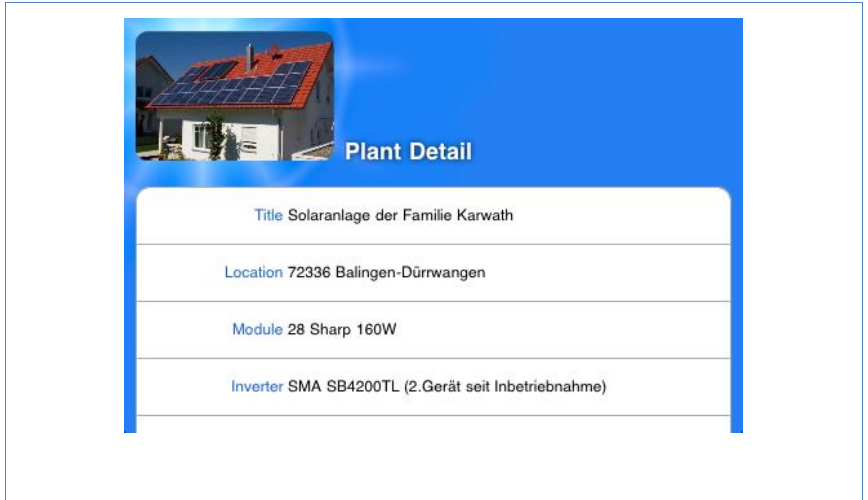 Plant Detail
Title Solaranlage der Familie Karwath
Location 72336 Balingen-Dürrwangen
Module 28 Sharp 160W
Inverter SMA SB4200TL (2.Gerät seit Inbetriebnahme)